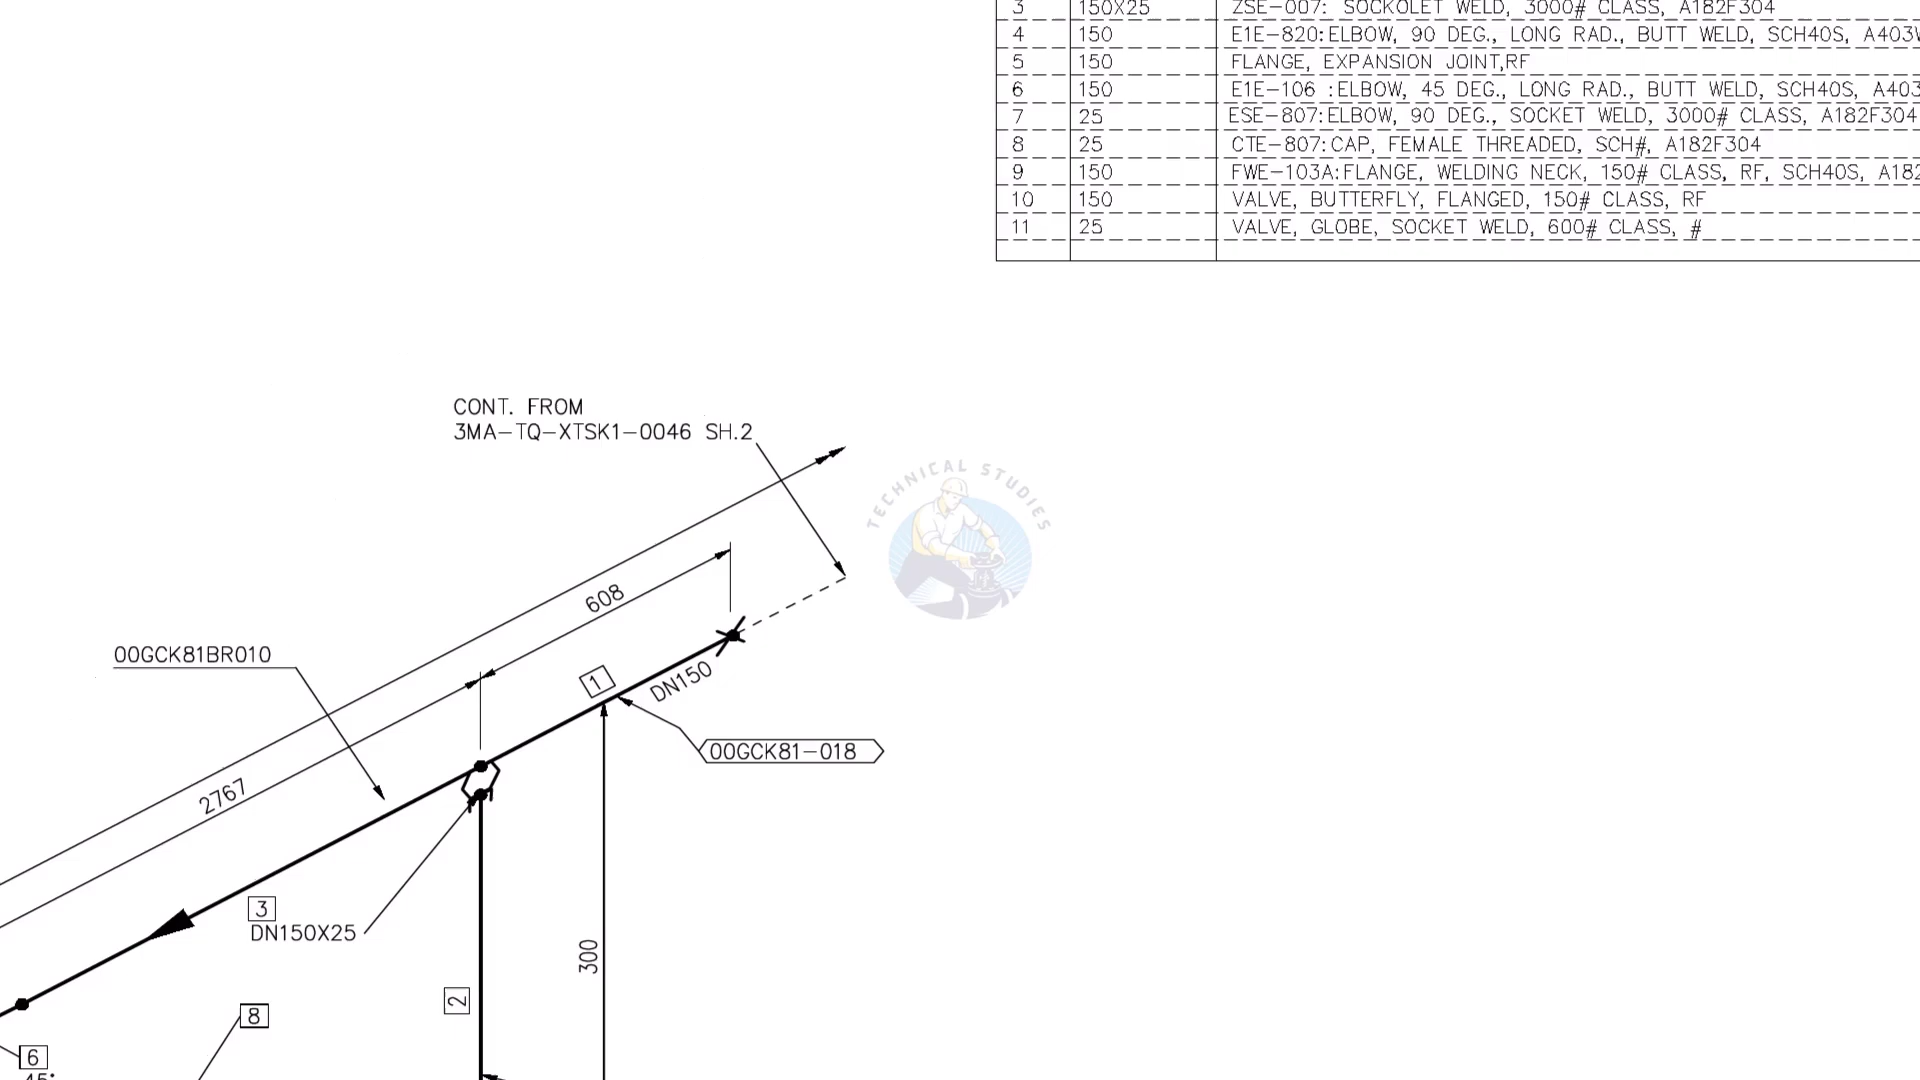 3 150X25 ZSE-007: SOCKOLET WELD, 3000# CLASS, A182F304
4 150 E1E-820:ELBOW, 90 DEG., LONG RAD., BUTT WELD, SCH40S, A403W
5 150 FLANGE, EXPANSION JOINT,RF
6 150 E1E-106 :ELBOW, 45 DEG., LONG RAD., BUTT WELD, SCH40S, A403
7 25 ESE-807:ELBOW, 90 DEG., SOCKET WELD, 3000# CLASS, A182F304
8 25 CTE-807:CAP, FEMALE THREADED, SCH#, A182F304
9 150 FWE-103A:FLANGE, WELDING NECK, 150# CLASS, RF, SCH40S, A182
10 150 VALVE, BUTTERFLY, FLANGED, 150# CLASS, RF
11 25 VALVE, GLOBE, SOCKET WELD, 600# CLASS, #
CONT. FROM
3MA-TQ-XTSK1-0046 SH.2
TECHNICAL STUDIES
608
00GCK81BR010
1
DN150
00GCK81-018
2767
3
DN150X25
300
2
8
6
45°